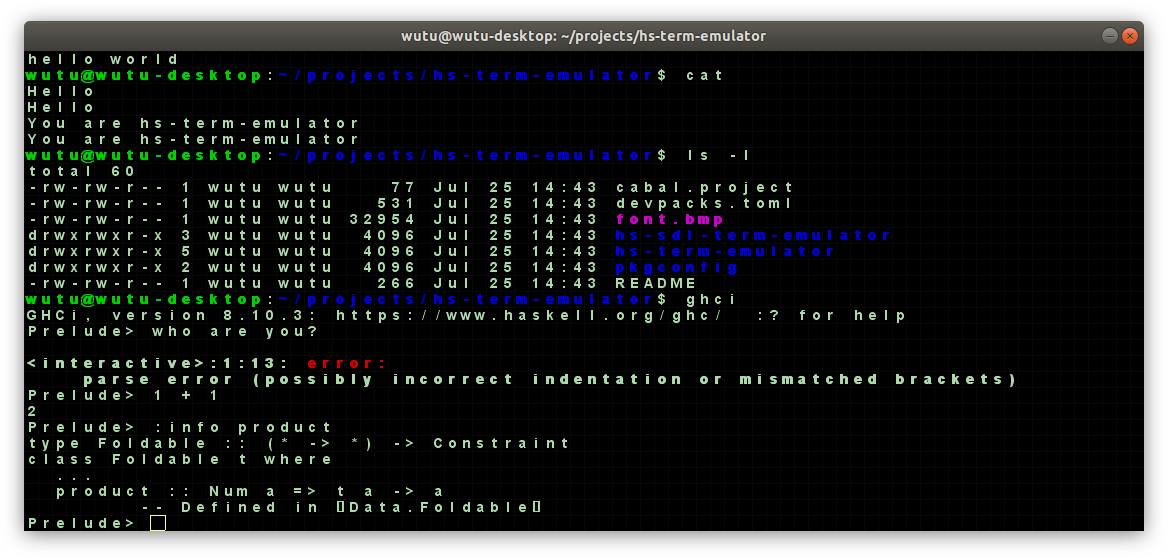 wutu@wutu-desktop: ~/projects/hs-term-emulator
hello world
wutu@wutu-desktop:~/projects/hs-term-emulator$ cat
Hello
Hello
You are hs-term-emulator
You are hs-term-emulator
wutu@wutu-desktop:~/projects/hs-term-emulator$ ls -l
total 60
-rw-rw-r-- 1 wutu wutu    77 Jul 25 14:43 cabal.project
-rw-rw-r-- 1 wutu wutu   531 Jul 25 14:43 devpacks.toml
-rw-rw-r-- 1 wutu wutu 32954 Jul 25 14:43 font.bmp
drwxrwxr-x 3 wutu wutu  4096 Jul 25 14:43 hs-sdl-term-emulator
drwxrwxr-x 5 wutu wutu  4096 Jul 25 14:43 hs-term-emulator
drwxrwxr-x 2 wutu wutu  4096 Jul 25 14:43 pkgconfig
-rw-rw-r-- 1 wutu wutu   266 Jul 25 14:43 README
wutu@wutu-desktop:~/projects/hs-term-emulator$ ghci
GHCi, version 8.10.3: https://www.haskell.org/ghc/  :? for help
Prelude> who are you?
<interactive>:1:13: error:
    parse error (possibly incorrect indentation or mismatched brackets)
Prelude> 1 + 1
2
Prelude> :info product
type Foldable :: (* -> *) -> Constraint
class Foldable t where
  ...
  product :: Num a => t a -> a
        -- Defined in ▯Data.Foldable▯
Prelude>